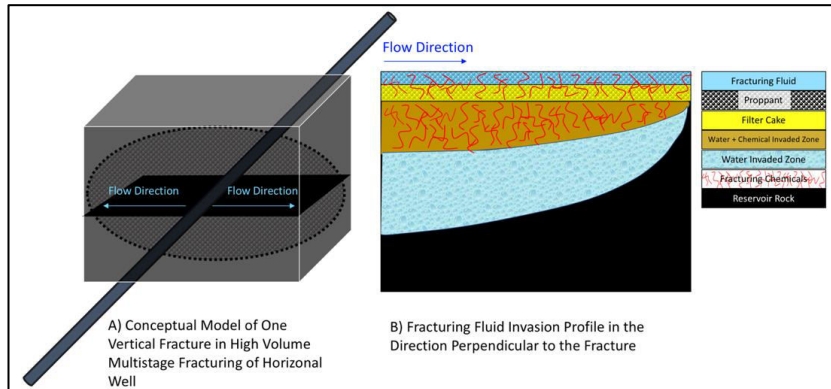 Flow Direction
Flow Direction
A) Conceptual Model of One
Vertical Fracture in High Volume
Multistage Fracturing of Horizonal
Well
Flow Direction
B) Fracturing Fluid Invasion Profile in the
Direction Perpendicular to the Fracture
Fracturing Fluid
Proppant
Filter Cake
Water + Chemical Invaded Zone
Water Invaded Zone
Fracturing Chemicals
Reservoir Rock